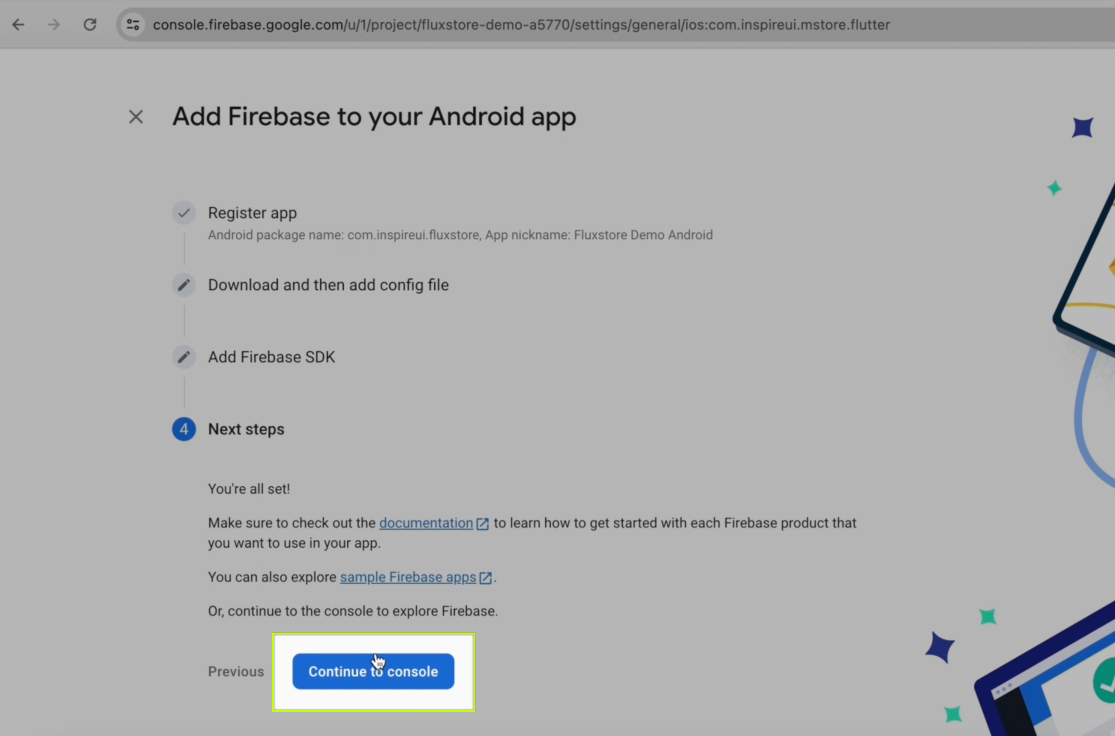 console.firebase.google.com/u/1/project/fluxstore-demo-a5770/settings/general/ios:com.inspireui.mstore.flutter
Add Firebase to your Android app
Register app
Android package name: com.inspireui.fluxstore, App nickname: Fluxstore Demo Android
Download and then add config file
Add Firebase SDK
4 Next steps
You're all set!
Make sure to check out the documentation to learn how to get started with each Firebase product that
you want to use in your app.
You can also explore sample Firebase apps.
Or, continue to the console to explore Firebase.
Previous Continue to console